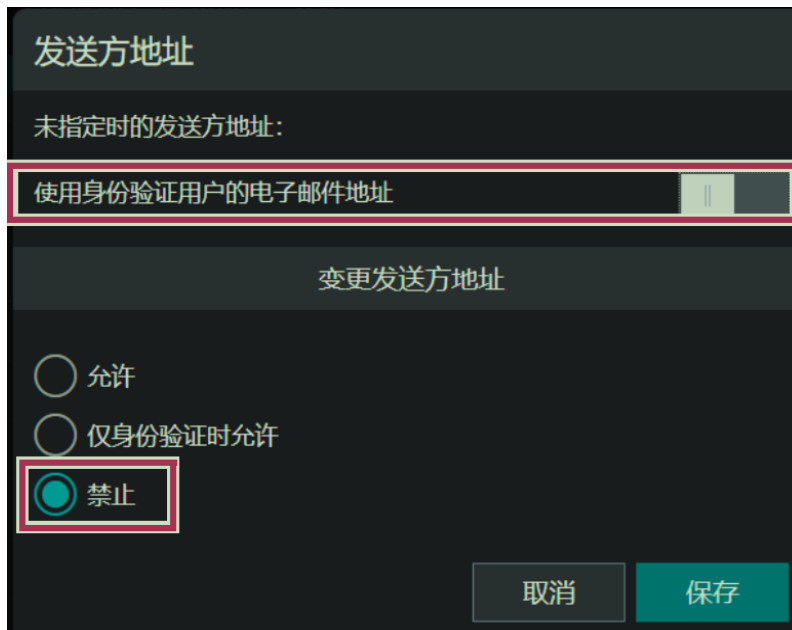 发送方地址
未指定时的发送方地址：
使用身份验证用户的电子邮件地址
变更发送方地址
允许
仅身份验证时允许
禁止
取消
保存